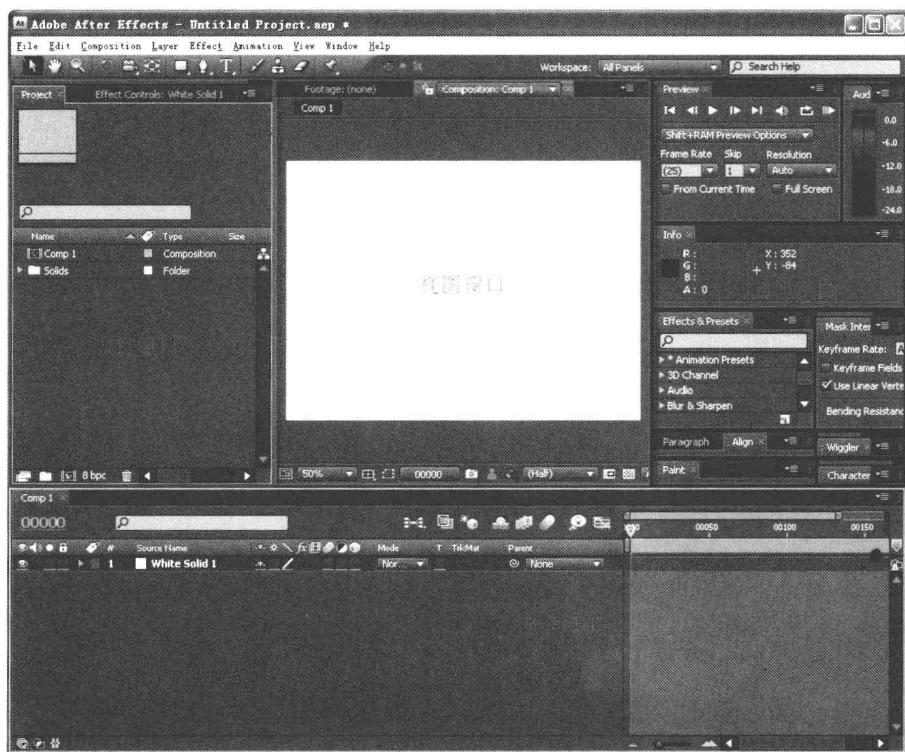 Adobe After Effects - Untitled Project.aep *
File Edit Composition Layer Effect Animation View Window Help
Workspace: All Panels Search Help
Project Effect Controls: White Solid 1
Name Type Size
Comp 1 Composition
Solids Folder
8 bpc
Footage: (none) Composition: Comp 1
Comp 1
视图窗口
50% 00000 (Half)
Preview
Shift+RAM Preview Options
Frame Rate Skip Resolution
(25) 1 Auto
From Current Time Full Screen
Aud
0.0
-6.0
-12.0
-18.0
-24.0
Info
R : X : 352
G : Y : -84
B :
A : 0
Effects & Presets
* Animation Presets
3D Channel
Audio
Blur & Sharpen
Mask Inter
Keyframe Rate:
Keyframe Fields
Use Linear Verte
Bending Resistanc
Paragraph Align
Wiggler
Paint
Character
Comp 1
00000
00050 00100 00150
# Source Name Mode T TrkMat Parent
1 White Solid 1 Nor None